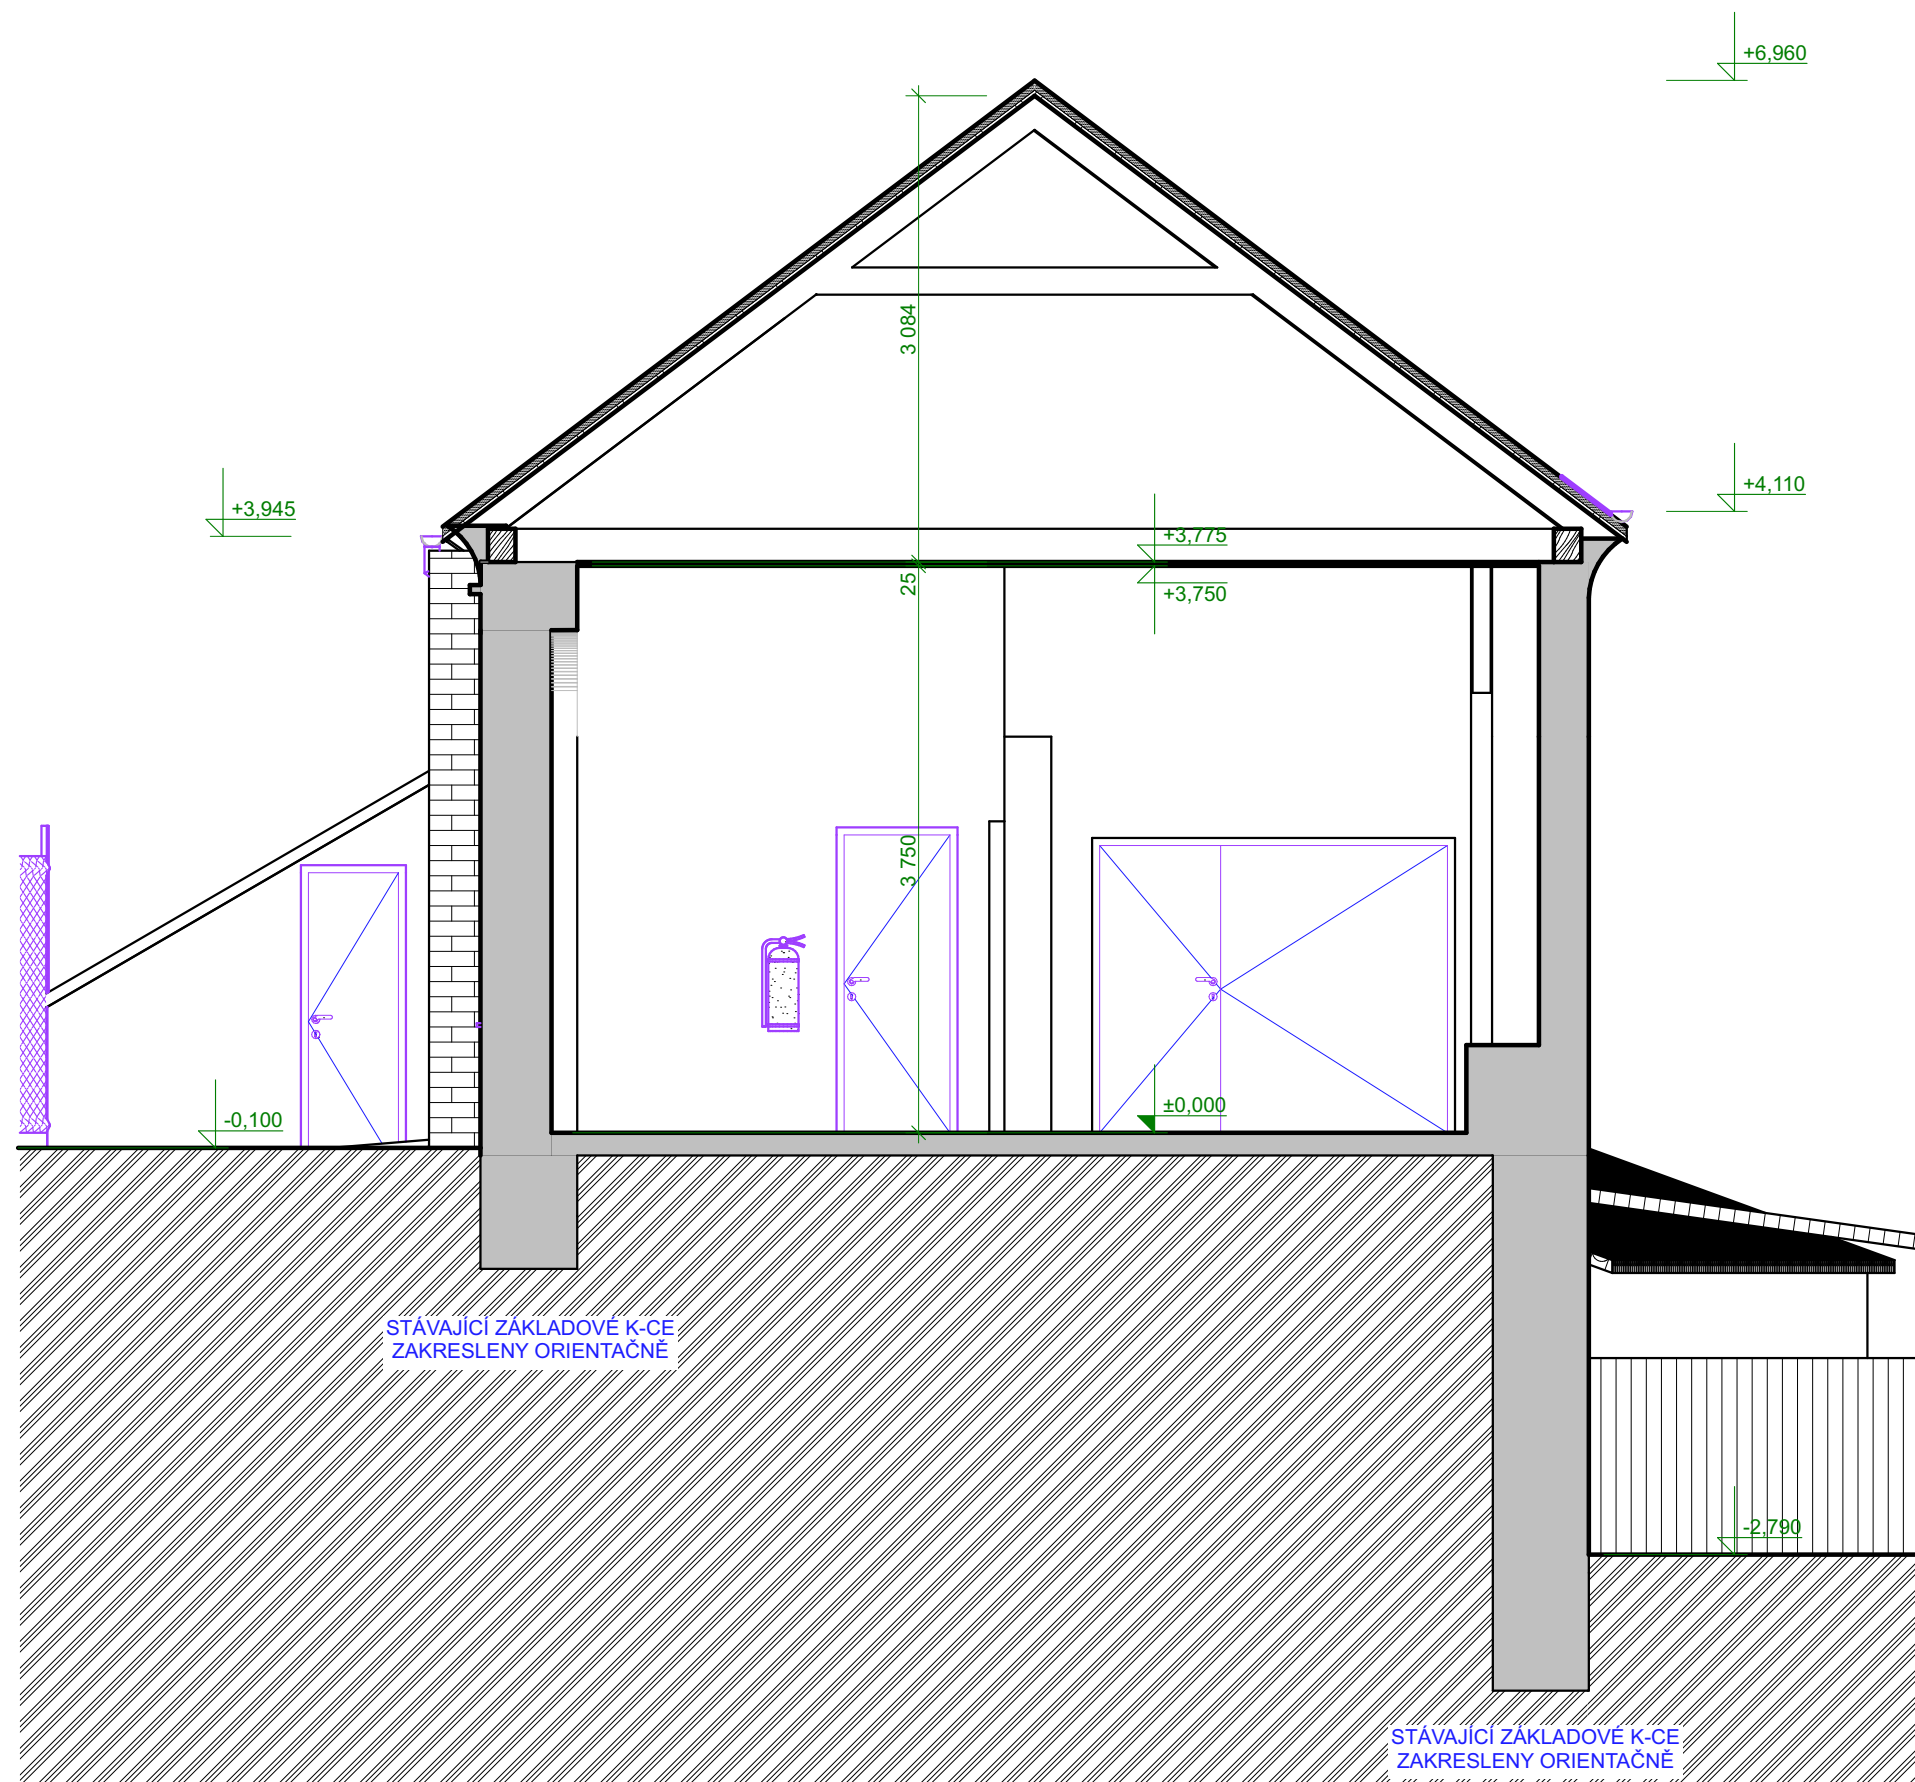 +6,960
3 084
+3,945
+4,110
+3,775
25
+3,750
3 750
±0,000
-0,100
STÁVAJÍCÍ ZÁKLADOVÉ K-CE
ZAKRESLENY ORIENTAČNĚ
-2,790
STÁVAJÍCÍ ZÁKLADOVÉ K-CE
ZAKRESLENY ORIENTAČNĚ